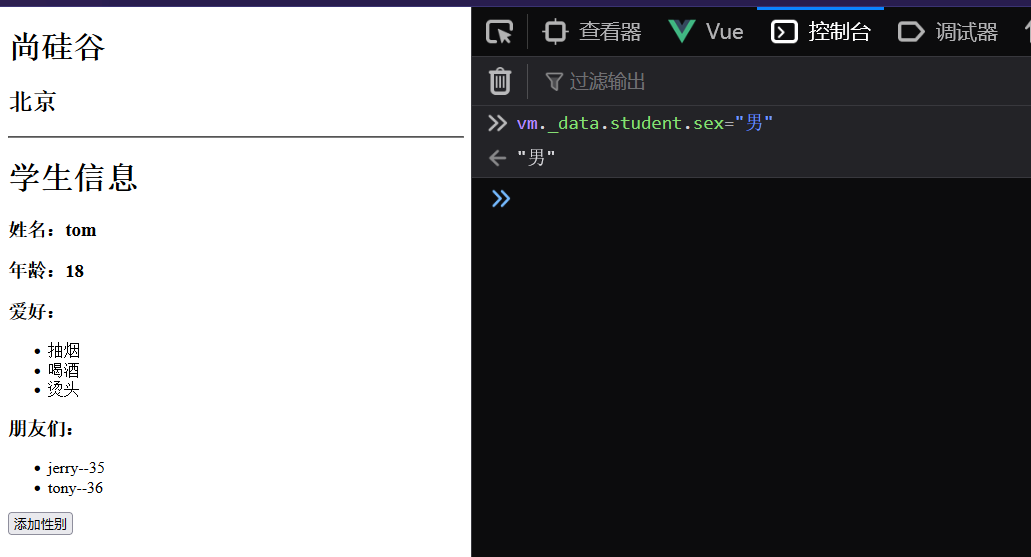 尚硅谷
北京
学生信息
姓名：tom
年龄：18
爱好：
抽烟
喝酒
烫头
朋友们：
jerry--35
tony--36
添加性别
查看器 Vue 控制台 调试器
过滤输出
vm._data.student.sex="男"
"男"